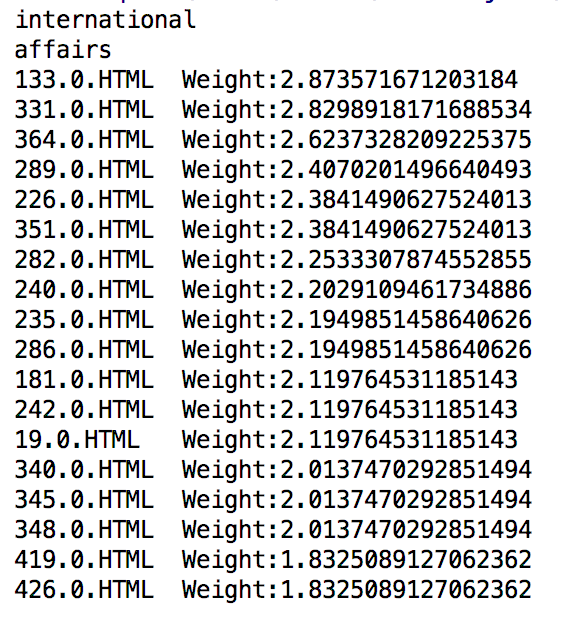 international
affairs
133.0.HTML  Weight:2.873571671203184
331.0.HTML  Weight:2.8298918171688534
364.0.HTML  Weight:2.6237328209225375
289.0.HTML  Weight:2.4070201496640493
226.0.HTML  Weight:2.3841490627524013
351.0.HTML  Weight:2.3841490627524013
282.0.HTML  Weight:2.2533307874552855
240.0.HTML  Weight:2.2029109461734886
235.0.HTML  Weight:2.1949851458640626
286.0.HTML  Weight:2.1949851458640626
181.0.HTML  Weight:2.119764531185143
242.0.HTML  Weight:2.119764531185143
19.0.HTML   Weight:2.119764531185143
340.0.HTML  Weight:2.0137470292851494
345.0.HTML  Weight:2.0137470292851494
348.0.HTML  Weight:2.0137470292851494
419.0.HTML  Weight:1.8325089127062362
426.0.HTML  Weight:1.8325089127062362